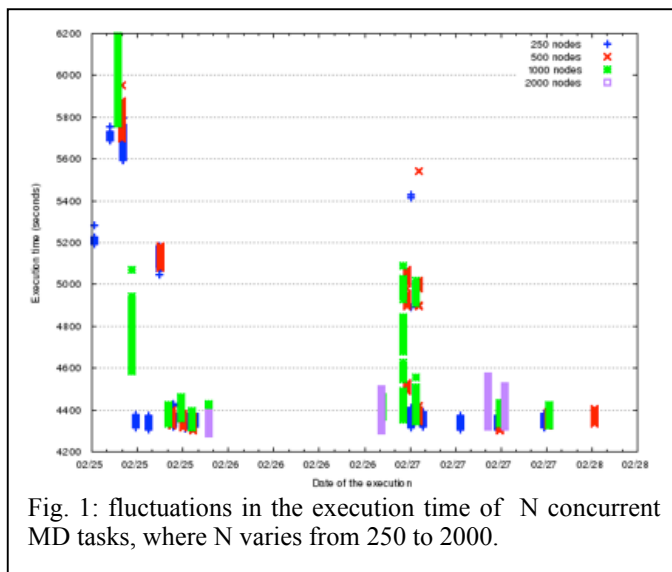 6200
6000
5800
5600
5400
5200
5000
4800
4600
4400
4200
Execution time (seconds)
250 nodes
500 nodes
1000 nodes
2000 nodes
02/25 02/25 02/25 02/26 02/26 02/26 02/26 02/27 02/27 02/27 02/27 02/28 02/28
Date of the execution
Fig. 1: fluctuations in the execution time of N concurrent
MD tasks, where N varies from 250 to 2000.